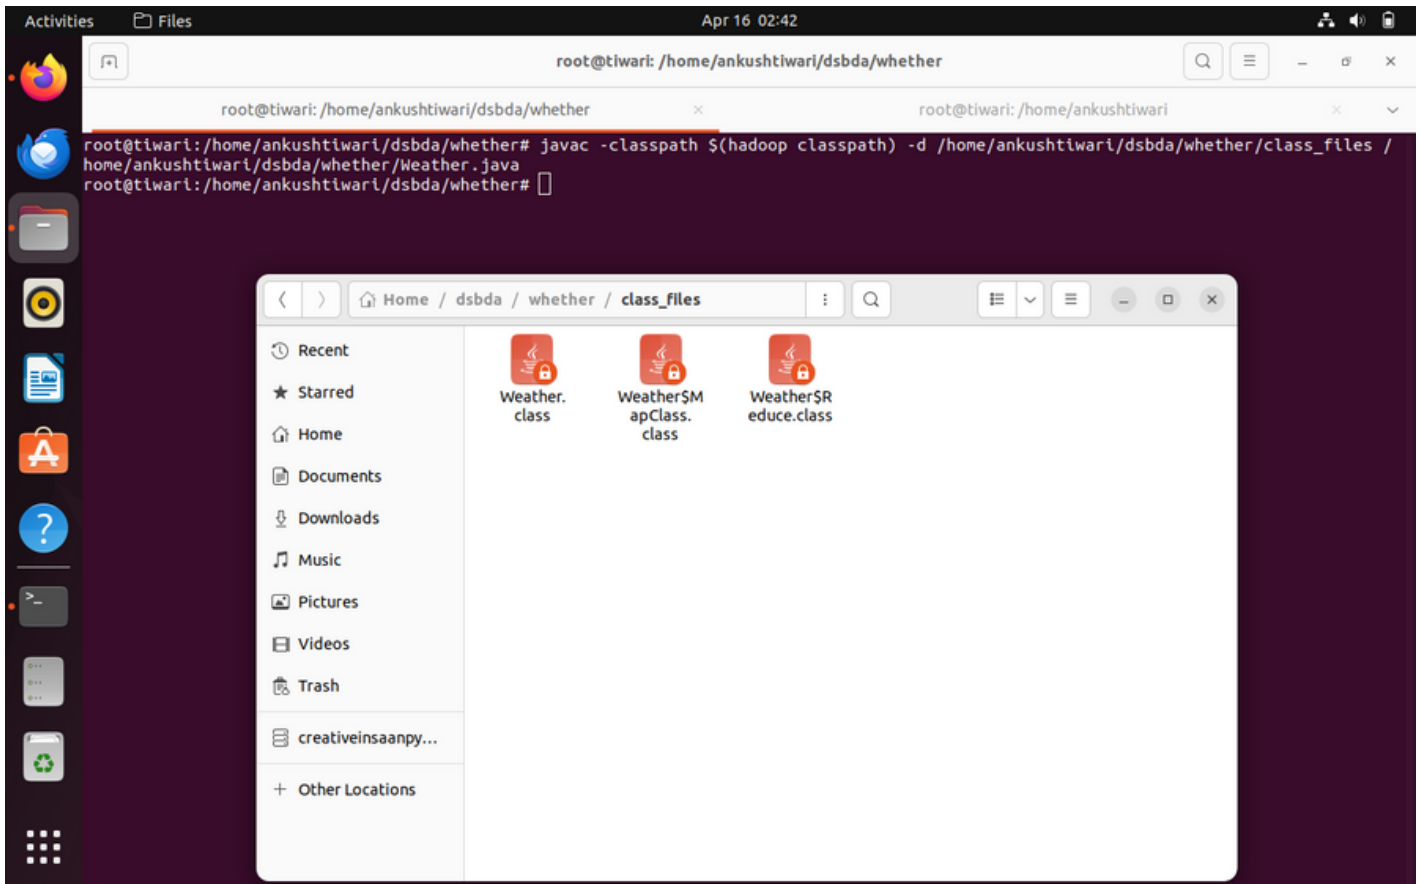 Activities Files Apr 16 02:42
root@tiwari: /home/ankushtiwari/dsbda/whether
root@tiwari: /home/ankushtiwari/dsbda/whether root@tiwari: /home/ankushtiwari
root@tiwari:/home/ankushtiwari/dsbda/whether# javac -classpath $(hadoop classpath) -d /home/ankushtiwari/dsbda/whether/class_files /
home/ankushtiwari/dsbda/whether/Weather.java
root@tiwari:/home/ankushtiwari/dsbda/whether#
Home / dsbda / whether / class_files
Recent
Starred
Home
Documents
Downloads
Music
Pictures
Videos
Trash
creativeinsaanpy...
+ Other Locations
Weather.
class
Weather$M
apClass.
class
Weather$R
educe.class